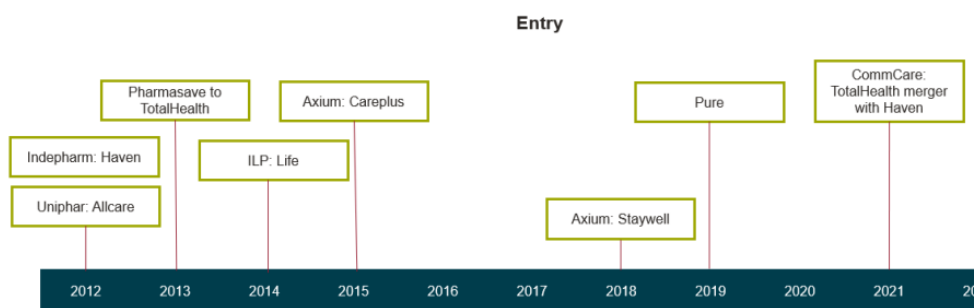 Entry
Pharmasave to
TotalHealth
Axium: Careplus
Pure
CommCare:
TotalHealth merger
with Haven
Indepharm: Haven
ILP: Life
Uniphar: Allcare
Axium: Staywell
2012 2013 2014 2015 2016 2017 2018 2019 2020 2021